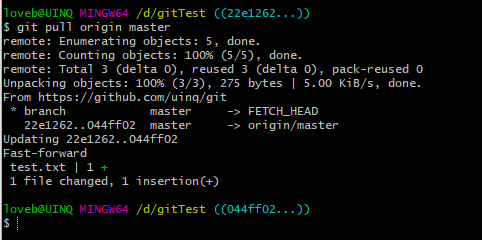 loveb@UINQ MINGW64 /d/gitTest ((22e1262...))
$ git pull origin master
remote: Enumerating objects: 5, done.
remote: Counting objects: 100% (5/5), done.
remote: Total 3 (delta 0), reused 3 (delta 0), pack-reused 0
Unpacking objects: 100% (3/3), 275 bytes | 5.00 KiB/s, done.
From https://github.com/uinq/git
 * branch            master     -> FETCH_HEAD
   22e1262..044ff02  master     -> origin/master
Updating 22e1262..044ff02
Fast-forward
 test.txt | 1 +
 1 file changed, 1 insertion(+)
loveb@UINQ MINGW64 /d/gitTest ((044ff02...))
$